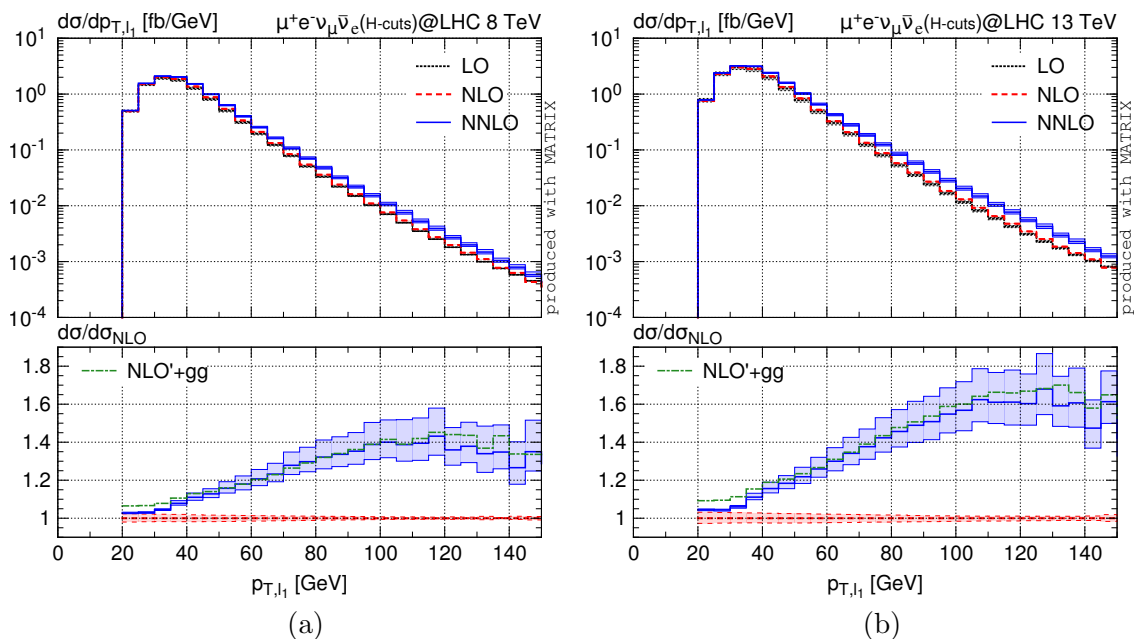 dσ/dp_{T,l_1} [fb/GeV] μ⁺e⁻ν_μν̄_e(H-cuts)@LHC 8 TeV
10¹
10⁰
10⁻¹
10⁻²
10⁻³
10⁻⁴
LO
NLO
NNLO
produced with MATRIX
dσ/dσ_{NLO}
NLO'+gg
1.8
1.6
1.4
1.2
1
0 20 40 60 80 100 120 140
p_{T,l_1} [GeV]
(a)
dσ/dp_{T,l_1} [fb/GeV] μ⁺e⁻ν_μν̄_e(H-cuts)@LHC 13 TeV
10¹
10⁰
10⁻¹
10⁻²
10⁻³
10⁻⁴
LO
NLO
NNLO
produced with MATRIX
dσ/dσ_{NLO}
NLO'+gg
1.8
1.6
1.4
1.2
1
0 20 40 60 80 100 120 140
p_{T,l_1} [GeV]
(b)